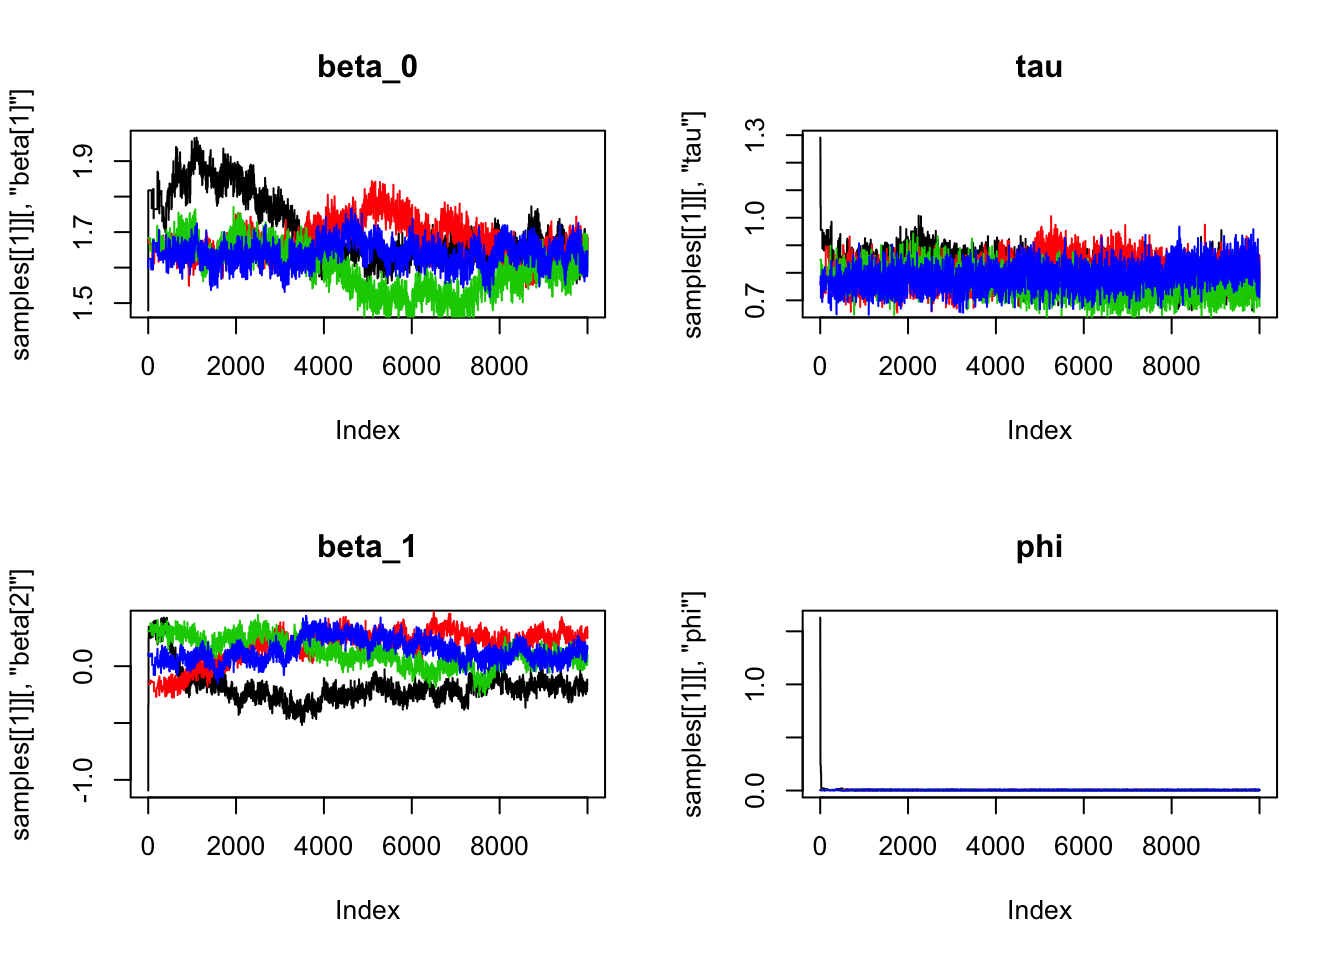 beta_0
samples[[1]][, "beta[1]"]
1.5 1.7 1.9
0 2000 4000 6000 8000
Index
tau
samples[[1]][, "tau"]
0.7 1.0 1.3
0 2000 4000 6000 8000
Index
beta_1
samples[[1]][, "beta[2]"]
-1.0 0.0
0 2000 4000 6000 8000
Index
phi
samples[[1]][, "phi"]
0.0 1.0
0 2000 4000 6000 8000
Index